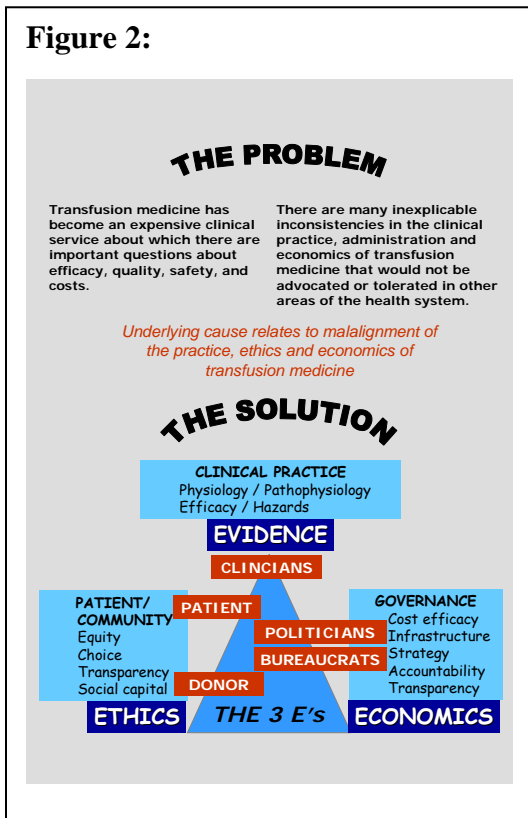 Figure 2:
THE PROBLEM
Transfusion medicine has
become an expensive clinical
service about which there are
important questions about
efficacy, quality, safety, and
costs.
There are many inexplicable
inconsistencies in the clinical
practice, administration and
economics of transfusion
medicine that would not be
advocated or tolerated in other
areas of the health system.
Underlying cause relates to malalignment of
the practice, ethics and economics of
transfusion medicine
THE SOLUTION
CLINICAL PRACTICE
Physiology / Pathophysiology
Efficacy / Hazards
EVIDENCE
CLINCIANS
PATIENT/
COMMUNITY
Equity
Choice
Transparency
Social capital
ETHICS
PATIENT
DONOR
POLITICIANS
BUREAUCRATS
THE 3 E's
GOVERNANCE
Cost efficacy
Infrastructure
Strategy
Accountability
Transparency
ECONOMICS